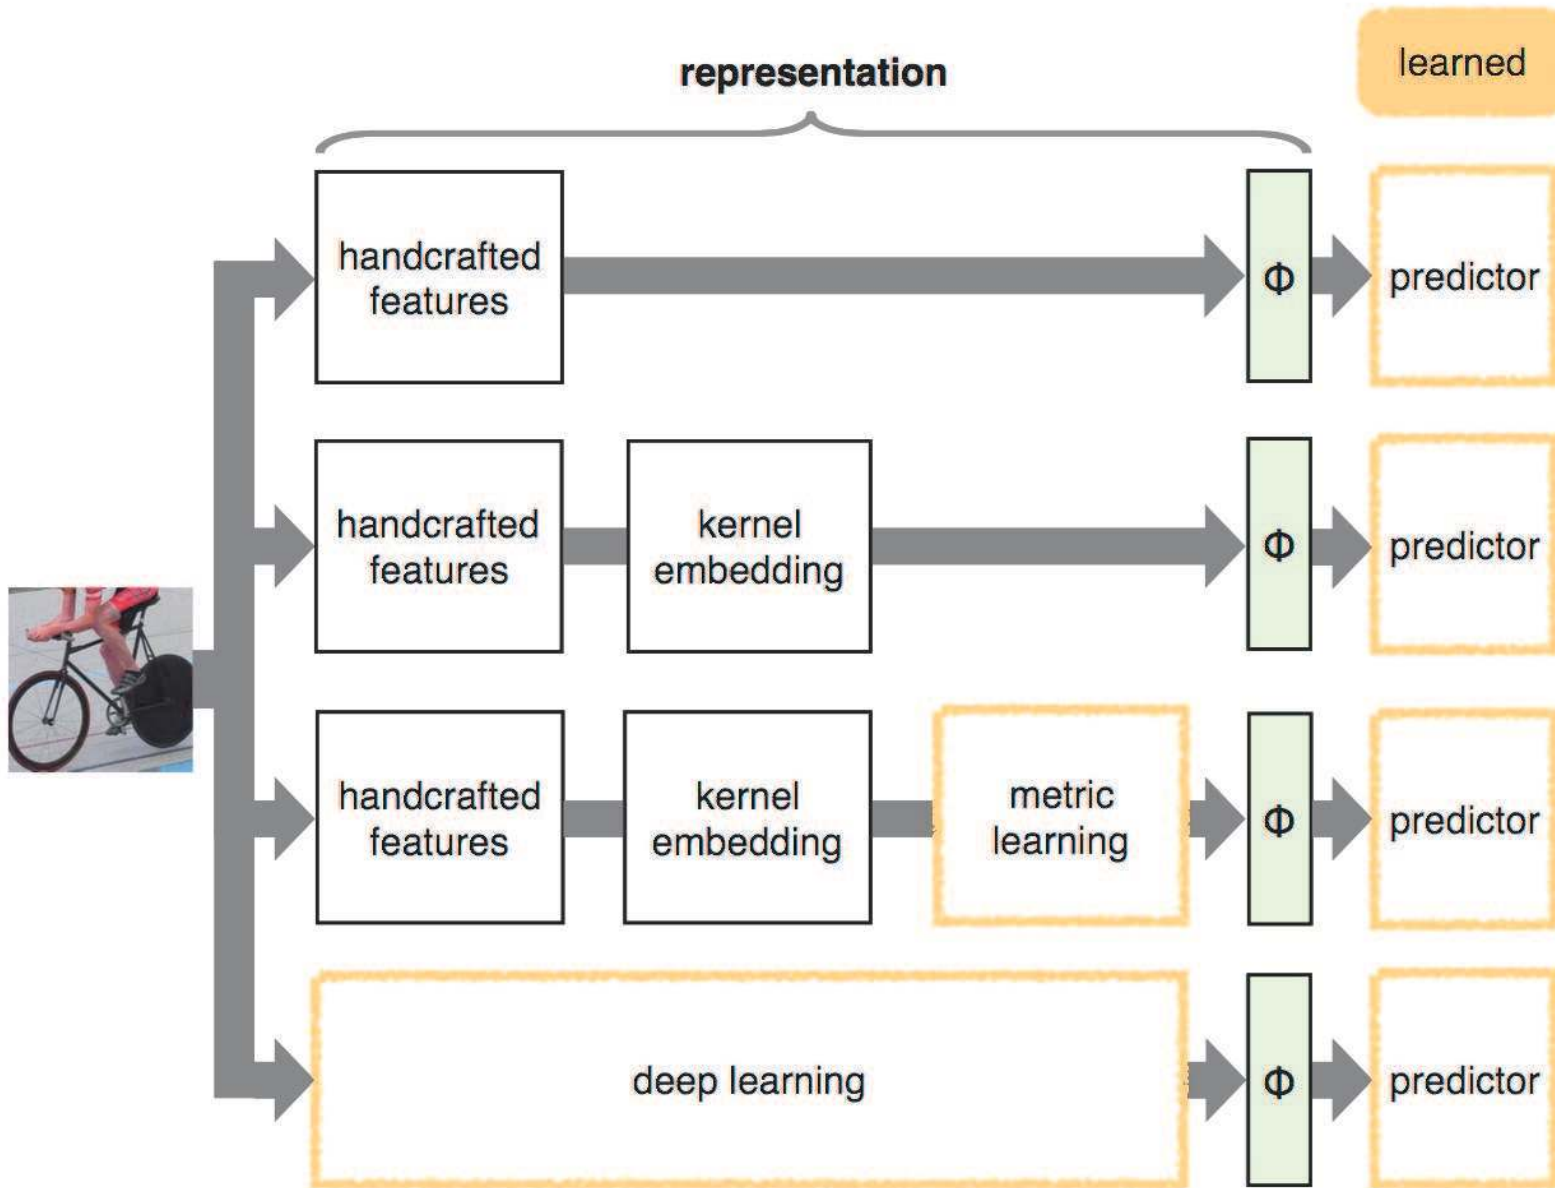 representation
learned
handcrafted
features
Φ
predictor
handcrafted
features
kernel
embedding
Φ
predictor
handcrafted
features
kernel
embedding
metric
learning
Φ
predictor
deep learning
Φ
predictor